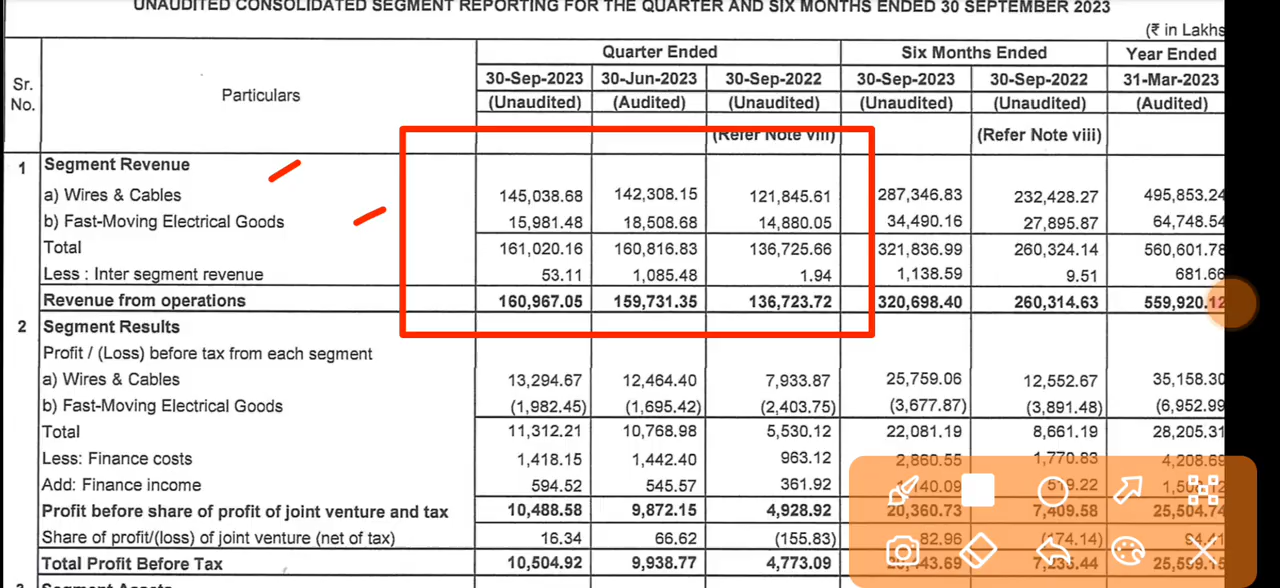 UNAUDITED CONSOLIDATED SEGMENT REPORTING FOR THE QUARTER AND SIX MONTHS ENDED 30 SEPTEMBER 2023
(₹ in Lakhs
Sr. No. Particulars Quarter Ended Six Months Ended Year Ended
30-Sep-2023 30-Jun-2023 30-Sep-2022 30-Sep-2023 30-Sep-2022 31-Mar-2023
(Unaudited) (Audited) (Unaudited) (Unaudited) (Unaudited) (Audited)
(Refer Note viii) (Refer Note viii)
1 Segment Revenue
a) Wires & Cables 145,038.68 142,308.15 121,845.61 287,346.83 232,428.27 495,853.24
b) Fast-Moving Electrical Goods 15,981.48 18,508.68 14,880.05 34,490.16 27,895.87 64,748.54
Total 161,020.16 160,816.83 136,725.66 321,836.99 260,324.14 560,601.78
Less : Inter segment revenue 53.11 1,085.48 1.94 1,138.59 9.51 681.66
Revenue from operations 160,967.05 159,731.35 136,723.72 320,698.40 260,314.63 559,920.12
2 Segment Results
Profit / (Loss) before tax from each segment
a) Wires & Cables 13,294.67 12,464.40 7,933.87 25,759.06 12,552.67 35,158.30
b) Fast-Moving Electrical Goods (1,982.45) (1,695.42) (2,403.75) (3,677.87) (3,891.48) (6,952.99
Total 11,312.21 10,768.98 5,530.12 22,081.19 8,661.19 28,205.31
Less: Finance costs 1,418.15 1,442.40 963.12 2,860.55 1,770.83 4,208.69
Add: Finance income 594.52 545.57 361.92
Profit before share of profit of joint venture and tax 10,488.58 9,872.15 4,928.92 20,360.73 7,409.58 25,504.74
Share of profit/(loss) of joint venture (net of tax) 16.34 66.62 (155.83) 82.96
Total Profit Before Tax 10,504.92 9,938.77 4,773.09